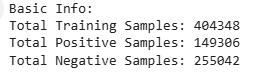 Basic Info:
Total Training Samples: 404348
Total Positive Samples: 149306
Total Negative Samples: 255042